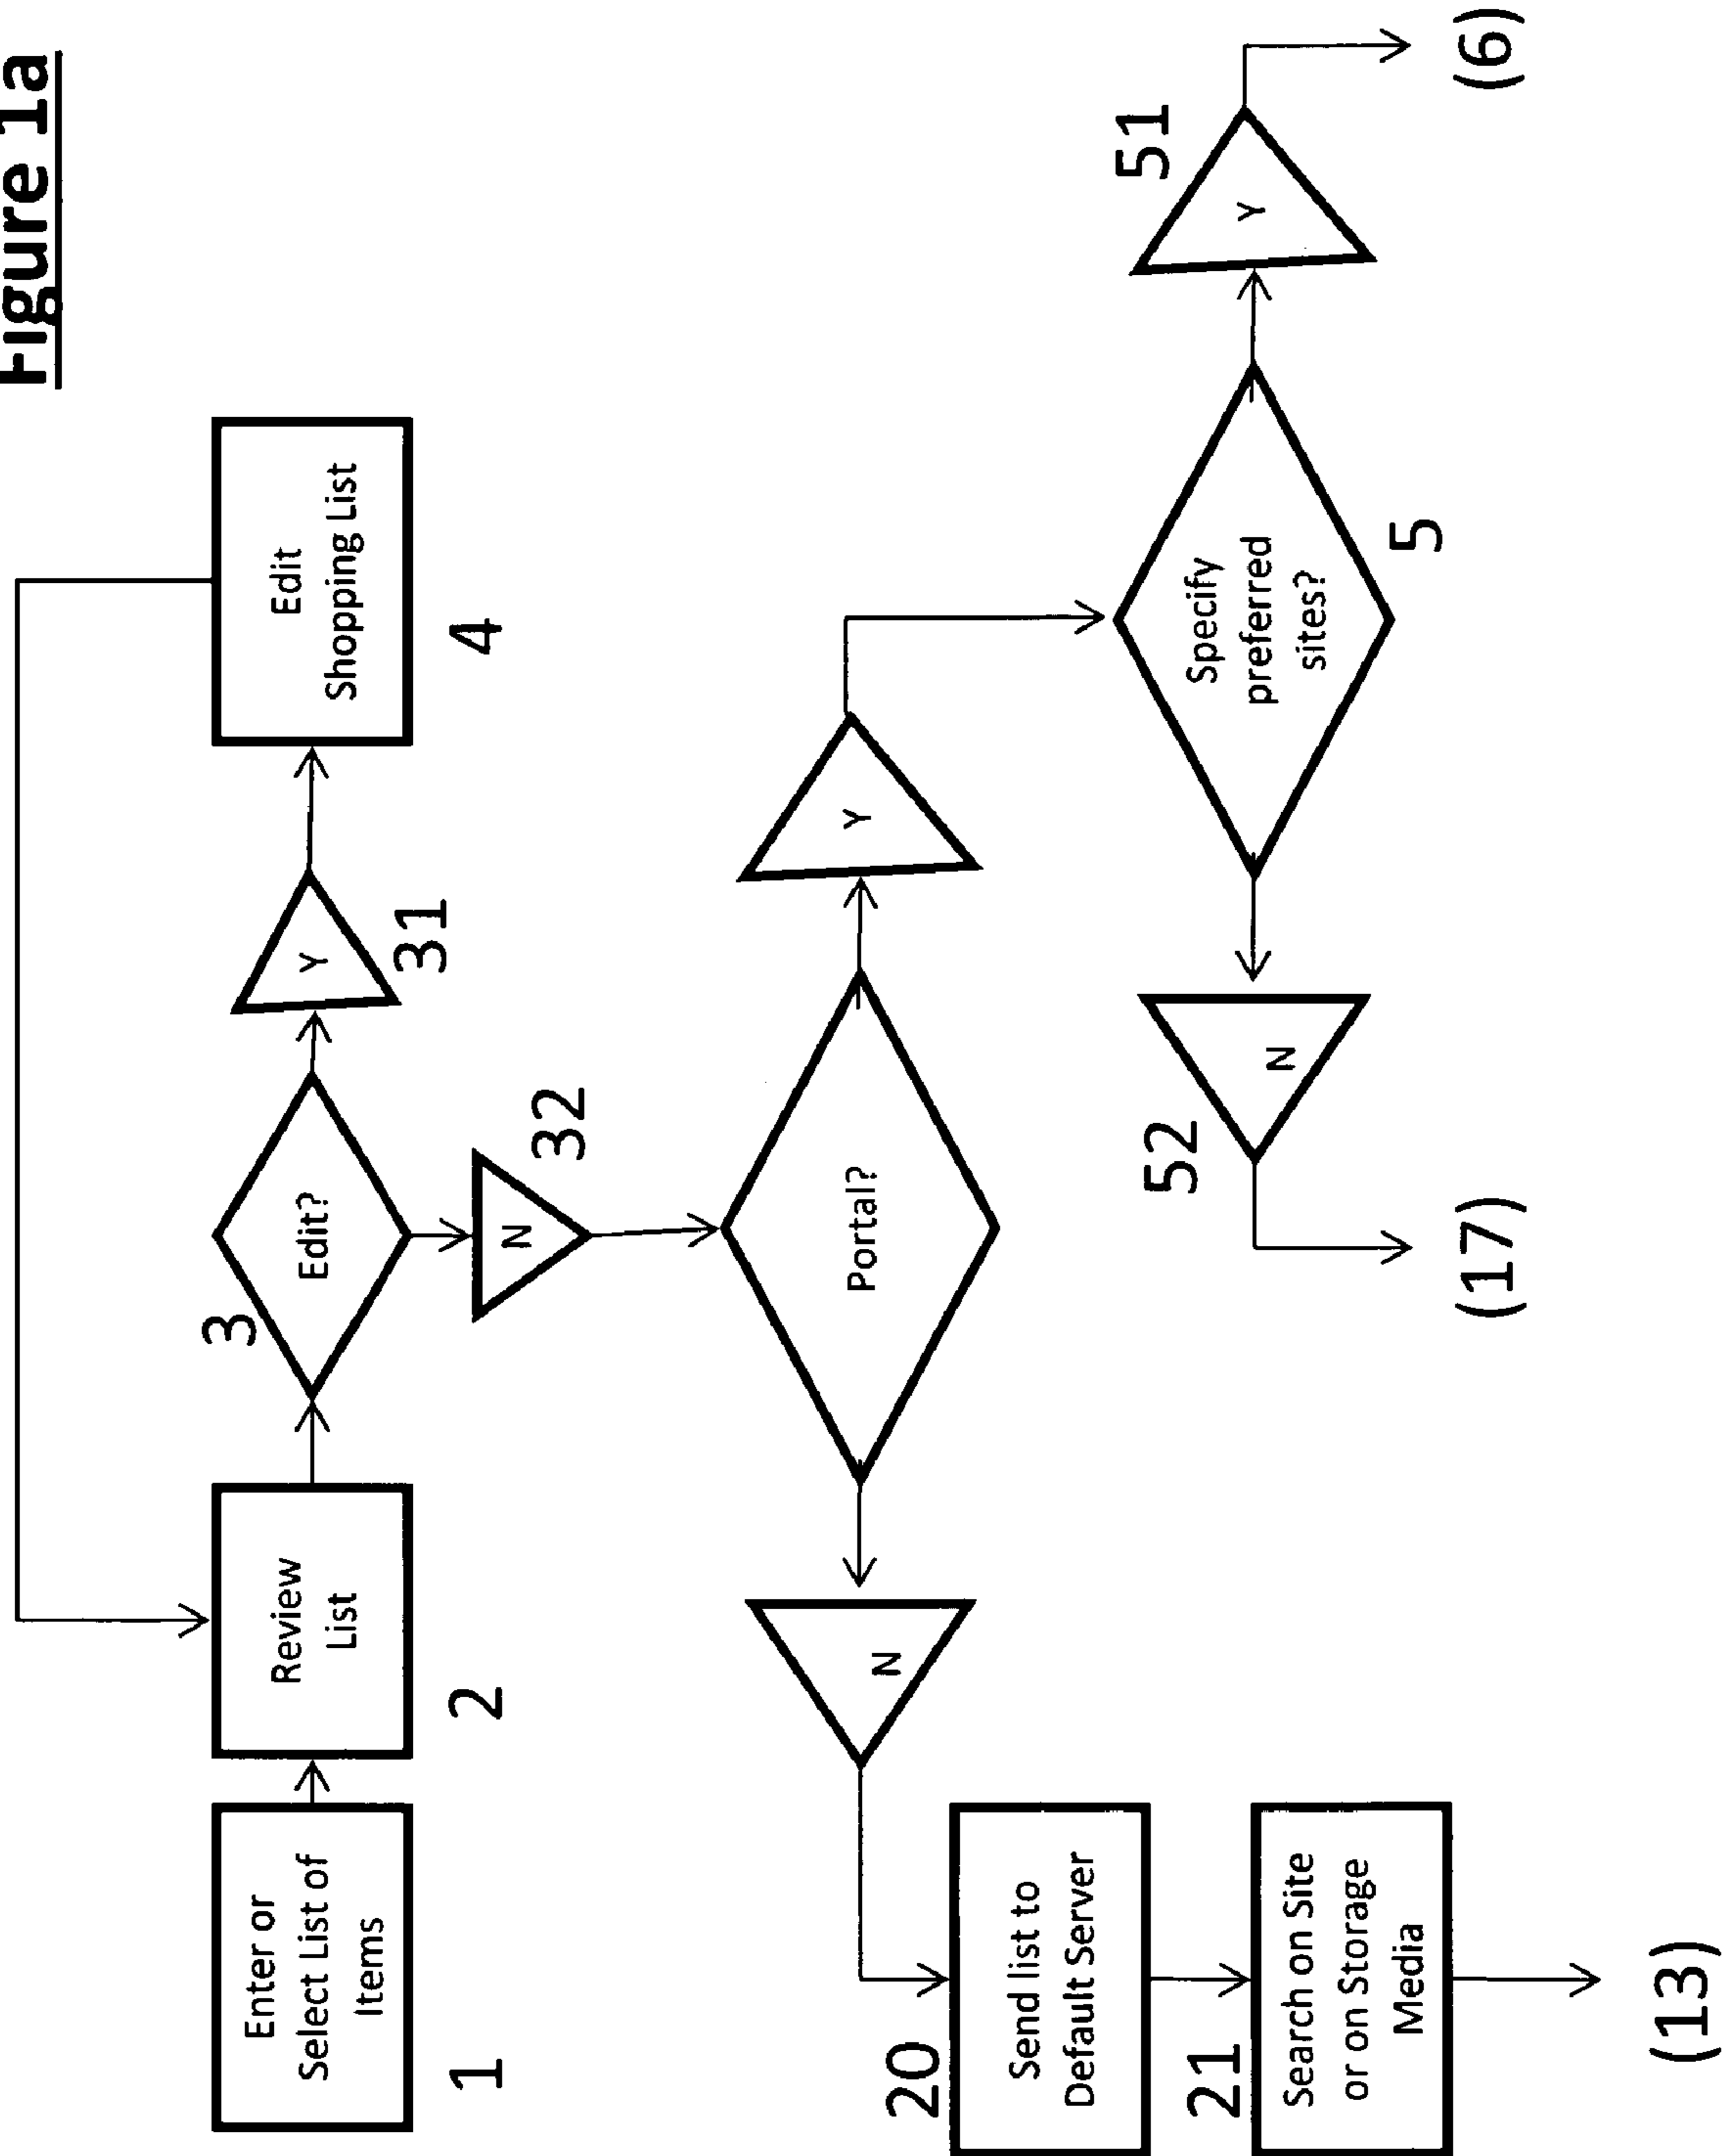 Figure 1a
Enter or
Select List of
Items
1
Review
List
2
3
Edit?
Y
31
Edit
Shopping List
4
N
32
Portal?
Y
N
20
Send list to
Default Server
21
Search on Site
or on Storage
Media
(13)
Specify
preferred
sites?
5
Y
51
(6)
N
52
(17)